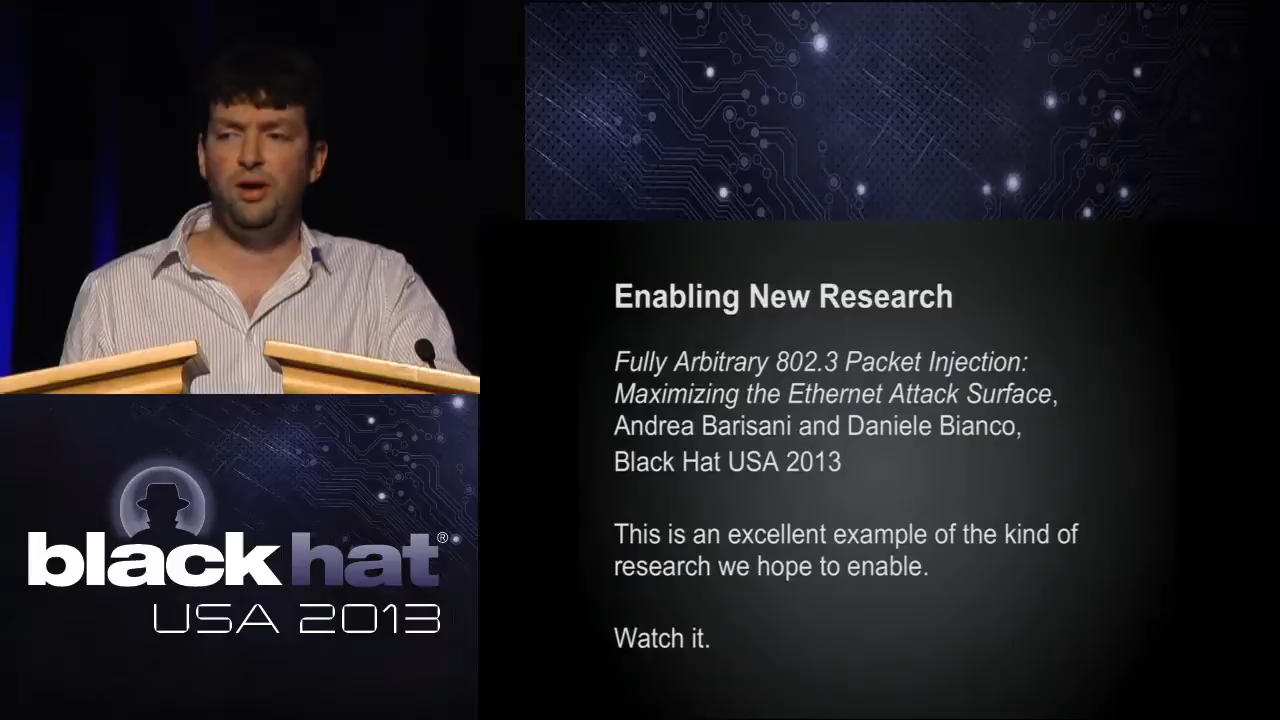 Enabling New Research
Fully Arbitrary 802.3 Packet Injection:
Maximizing the Ethernet Attack Surface,
Andrea Barisani and Daniele Bianco,
Black Hat USA 2013
This is an excellent example of the kind of
research we hope to enable.
Watch it.
black hat®
USA 2013